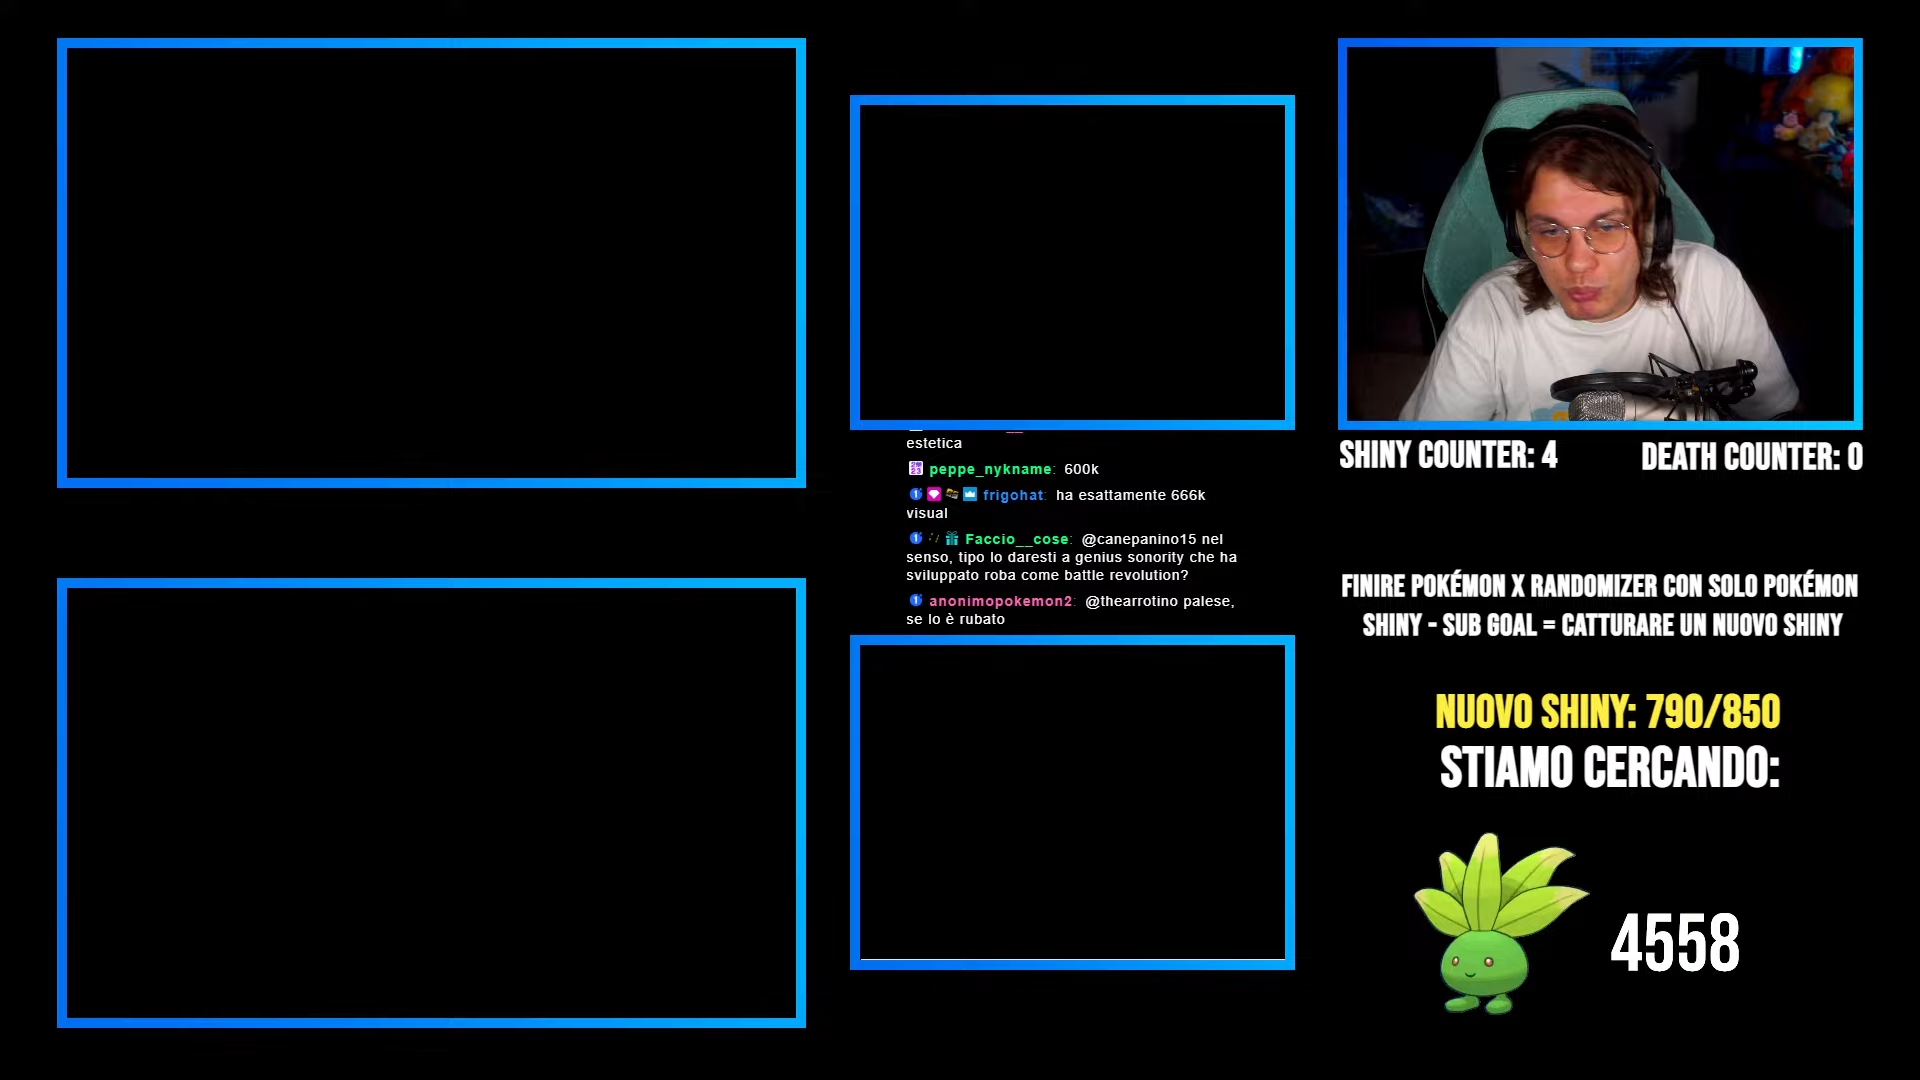 estetica
peppe_nykname: 600k
frigohat: ha esattamente 666k
visual
Faccio__cose: @canepanino15 nel
senso, tipo lo daresti a genius sonority che ha
sviluppato roba come battle revolution?
anonimopokemon2: @thearrotino palese,
se lo è rubato
SHINY COUNTER: 4
DEATH COUNTER: 0
FINIRE POKÉMON X RANDOMIZER CON SOLO POKÉMON
SHINY - SUB GOAL = CATTURARE UN NUOVO SHINY
NUOVO SHINY: 790/850
STIAMO CERCANDO:
4558